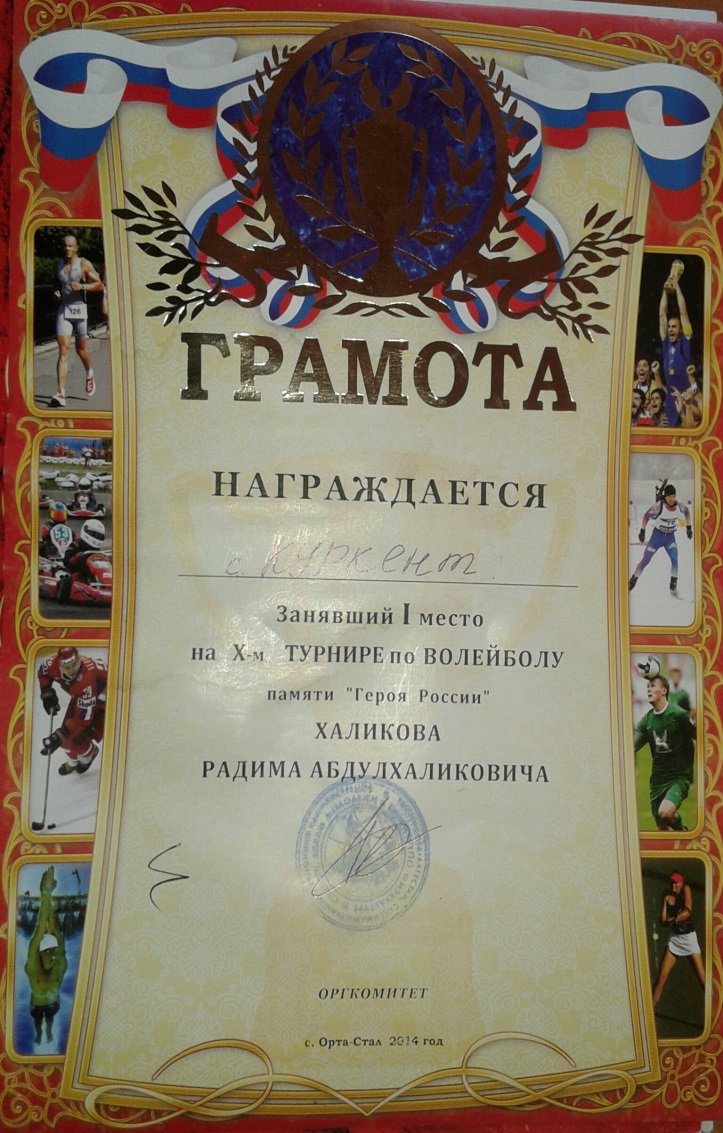 ГРАМОТА
НАГРАЖДАЕТСЯ
с. Куркент
Занявший I место
на X-м ТУРНИРЕ по ВОЛЕЙБОЛУ
памяти "Героя России"
ХАЛИКОВА
РАДИМА АБДУЛХАЛИКОВИЧА
ОРГКОМИТЕТ
с. Орта-Стал 2014 год